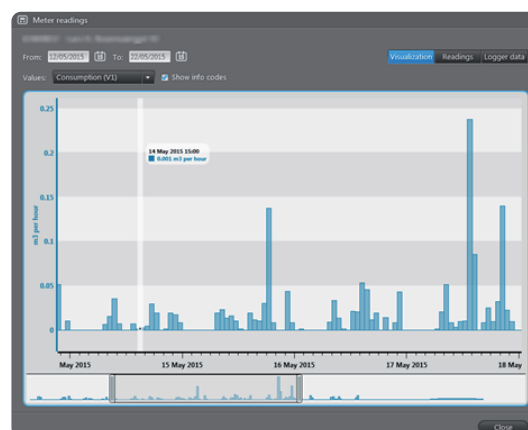 Meter readings
From: 12/05/2015 To: 22/05/2015
Visualization Readings Logger data
Values: Consumption (V1) Show info codes
0.25
0.2
0.15
0.1
0.05
0
m3 per hour
14 May 2015 15:00
0.001 m3 per hour
May 2015 15 May 2015 16 May 2015 17 May 2015 18 May
Close